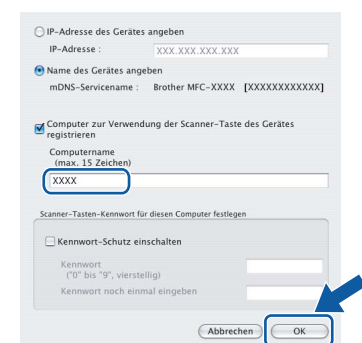 IP-Adresse des Gerätes angeben
IP-Adresse : XXX.XXX.XXX.XXX
Name des Gerätes angeben
mDNS-Servicename : Brother MFC-XXXX [XXXXXXXXXXXX]
Computer zur Verwendung der Scanner-Taste des Gerätes
registrieren
Computername
(max. 15 Zeichen)
XXXX
Scanner-Tasten-Kennwort für diesen Computer festlegen
Kennwort-Schutz einschalten
Kennwort
("0" bis "9", vierstellig)
Kennwort noch einmal eingeben
Abbrechen OK